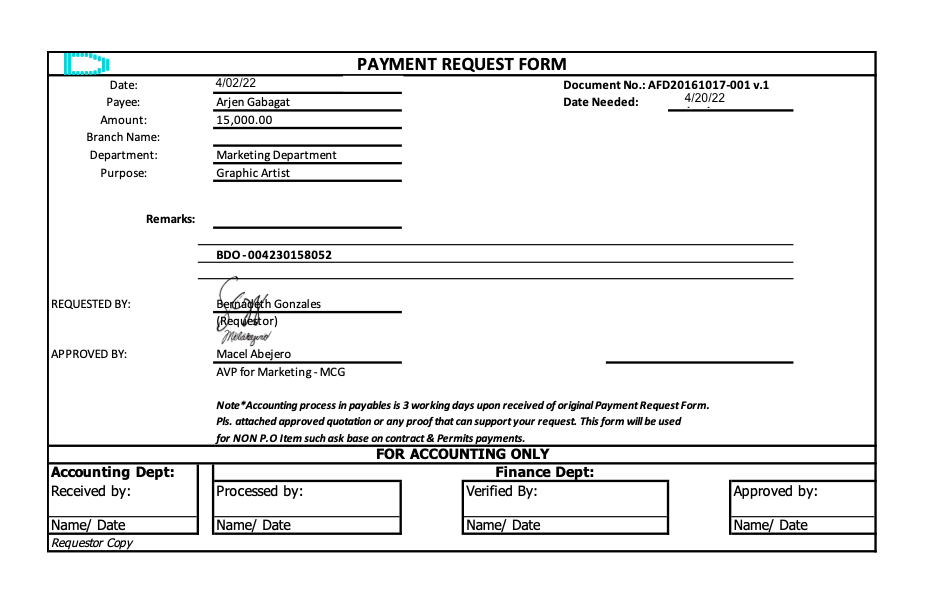 PAYMENT REQUEST FORM
Date: 4/02/22 Document No.: AFD20161017-001 v.1
Payee: Arjen Gabagat Date Needed: 4/20/22
Amount: 15,000.00
Branch Name:
Department: Marketing Department
Purpose: Graphic Artist
Remarks:
BDO - 004230158052
REQUESTED BY: Bernadeth Gonzales
(Requestor)
APPROVED BY: Macel Abejero
AVP for Marketing - MCG
Note*Accounting process in payables is 3 working days upon received of original Payment Request Form.
Pls. attached approved quotation or any proof that can support your request. This form will be used
for NON P.O Item such ask base on contract & Permits payments.
FOR ACCOUNTING ONLY
Accounting Dept: Finance Dept:
Received by: Processed by: Verified By: Approved by:
Name/ Date Name/ Date Name/ Date Name/ Date
Requestor Copy